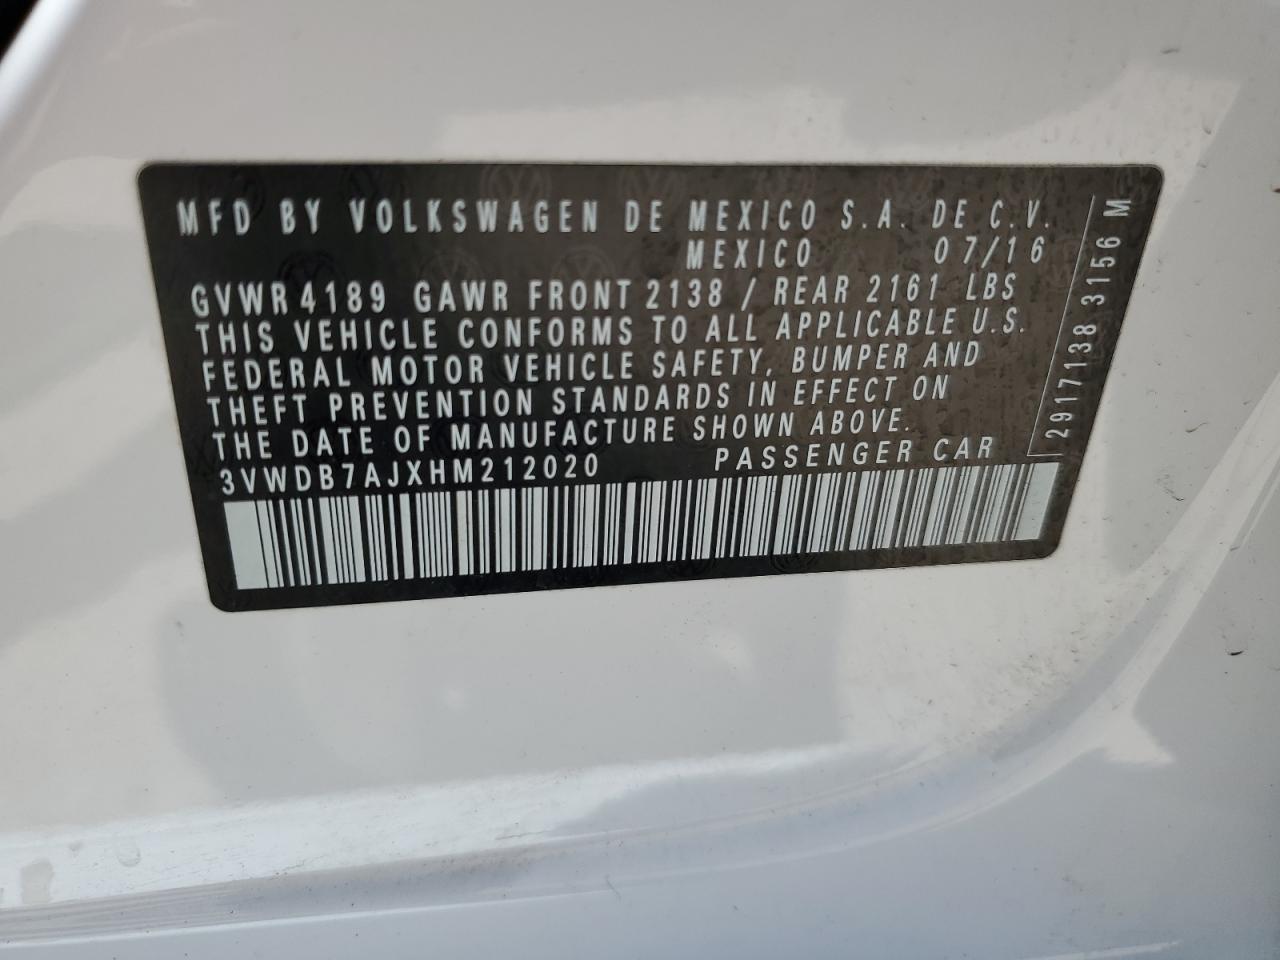 MFD BY VOLKSWAGEN DE MEXICO S.A. DE C.V.
MEXICO 07/16
GVWR 4189 GAWR FRONT 2138 / REAR 2161 LBS
THIS VEHICLE CONFORMS TO ALL APPLICABLE U.S.
FEDERAL MOTOR VEHICLE SAFETY, BUMPER AND
THEFT PREVENTION STANDARDS IN EFFECT ON
THE DATE OF MANUFACTURE SHOWN ABOVE.
3VWDB7AJXHM212020 PASSENGER CAR
2917138 3156 M